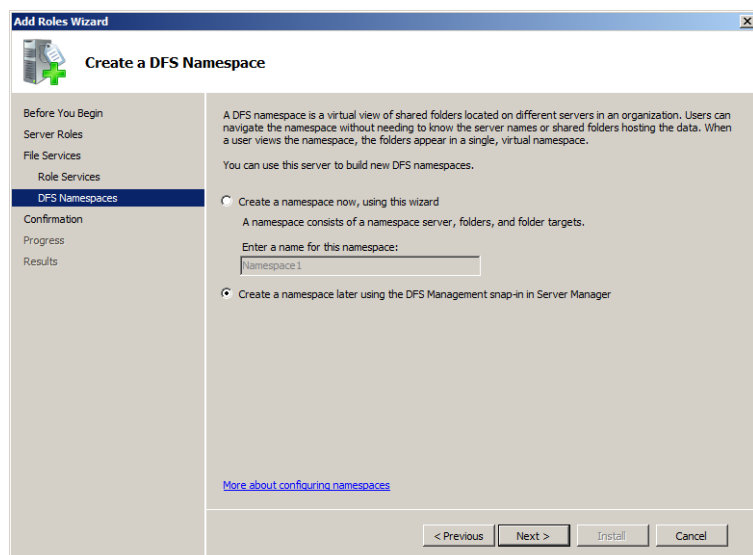 Add Roles Wizard
Create a DFS Namespace
Before You Begin
Server Roles
File Services
Role Services
DFS Namespaces
Confirmation
Progress
Results
A DFS namespace is a virtual view of shared folders located on different servers in an organization. Users can
navigate the namespace without needing to know the server names or shared folders hosting the data. When
a user views the namespace, the folders appear in a single, virtual namespace.
You can use this server to build new DFS namespaces.
Create a namespace now, using this wizard
A namespace consists of a namespace server, folders, and folder targets.
Enter a name for this namespace:
Namespace1
Create a namespace later using the DFS Management snap-in in Server Manager
More about configuring namespaces
< Previous
Next >
Install
Cancel